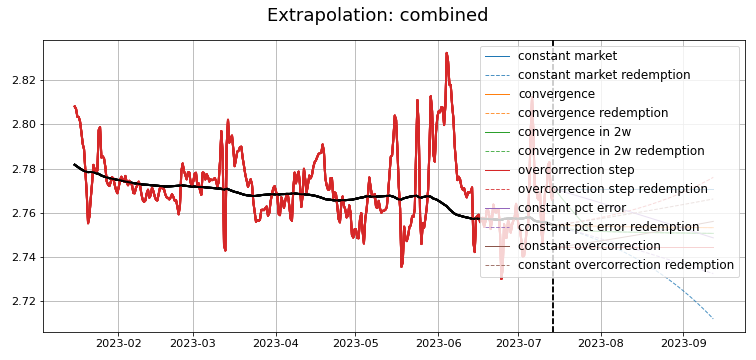 Extrapolation: combined
constant market
constant market redemption
convergence
convergence redemption
convergence in 2w
convergence in 2w redemption
overcorrection step
overcorrection step redemption
constant pct error
constant pct error redemption
constant overcorrection
constant overcorrection redemption
2.82
2.80
2.78
2.76
2.74
2.72
2023-02 2023-03 2023-04 2023-05 2023-06 2023-07 2023-08 2023-09